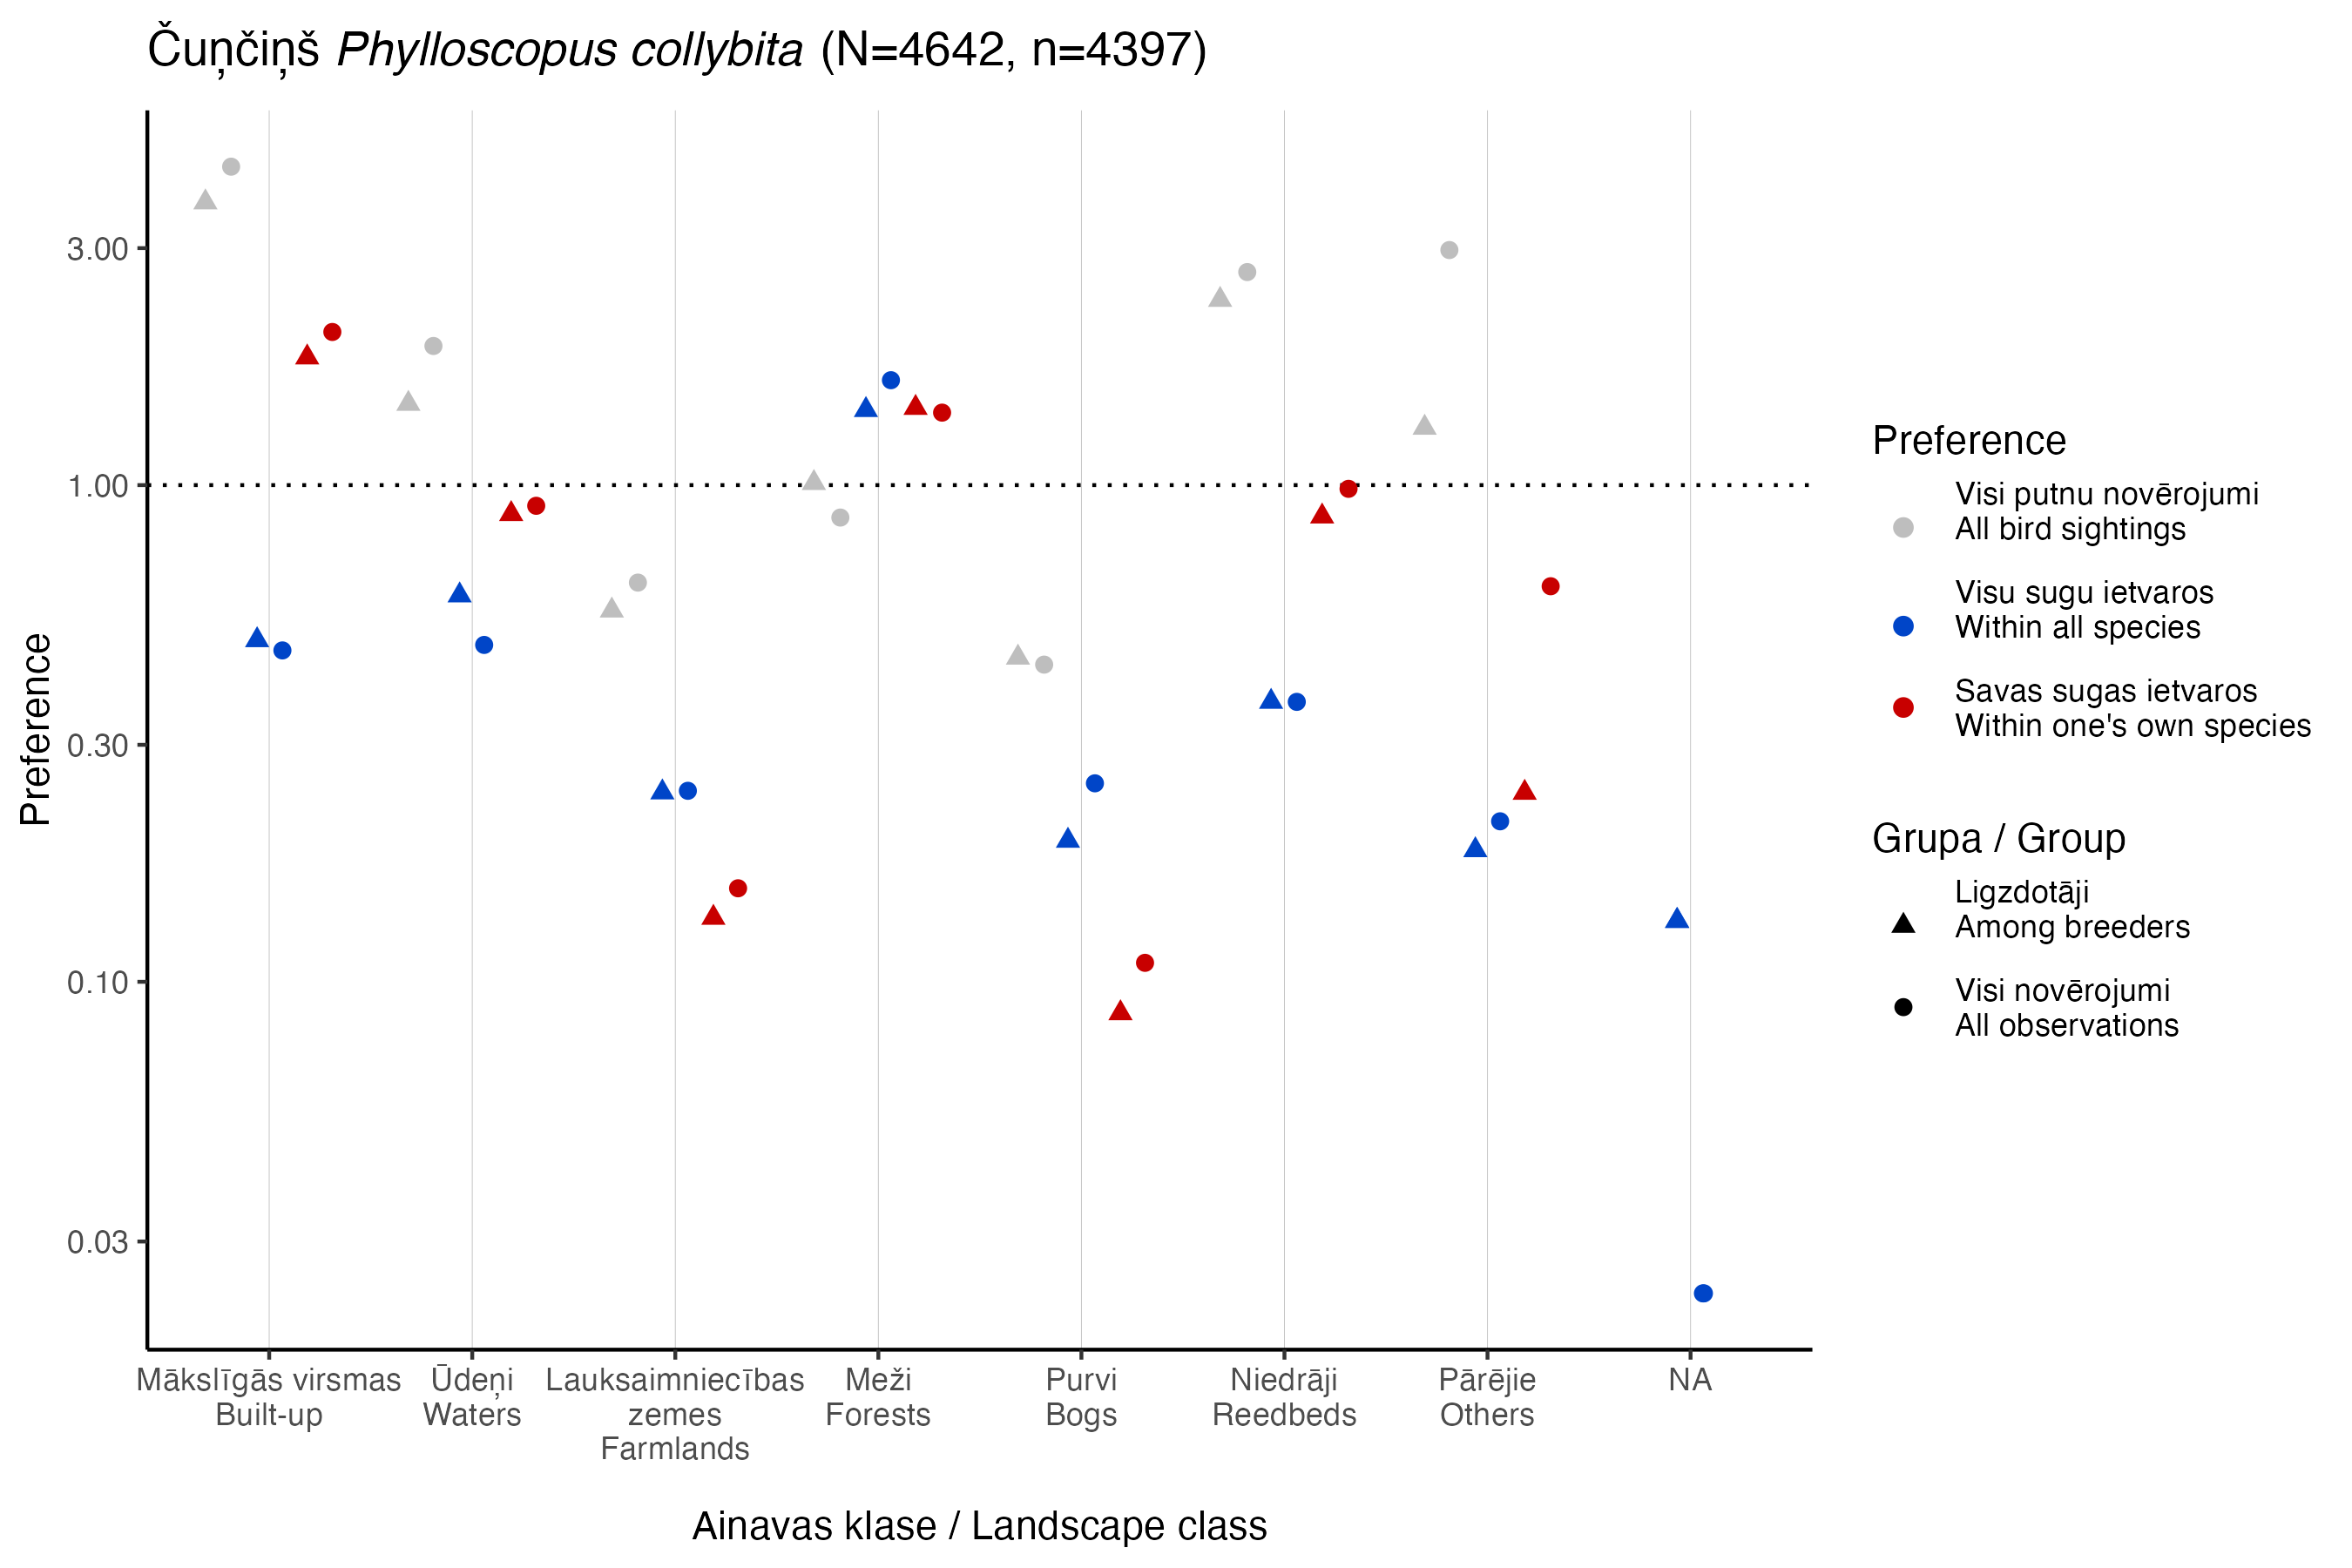 Čuņčiņš Phylloscopus collybita (N=4642, n=4397)
Preference
3.00
1.00
0.30
0.10
0.03
Mākslīgās virsmas
Built-up
Ūdeņi
Waters
Lauksaimniecības
zemes
Farmlands
Meži
Forests
Purvi
Bogs
Niedrāji
Reedbeds
Pārējie
Others
NA
Ainavas klase / Landscape class
Preference
Visi putnu novērojumi
All bird sightings
Visu sugu ietvaros
Within all species
Savas sugas ietvaros
Within one's own species
Grupa / Group
Ligzdotāji
Among breeders
Visi novērojumi
All observations